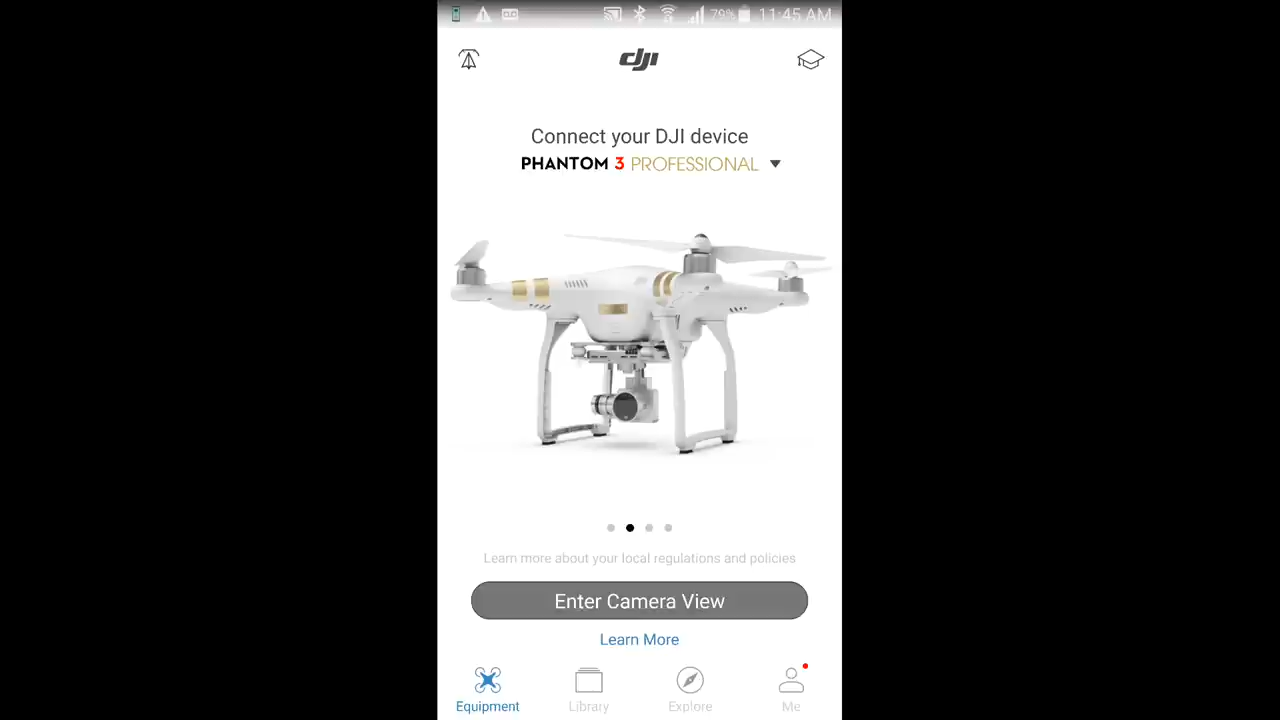 79% 11:45 AM
dji
Connect your DJI device
PHANTOM 3 PROFESSIONAL
Learn more about your local regulations and policies
Enter Camera View
Learn More
Equipment Library Explore Me